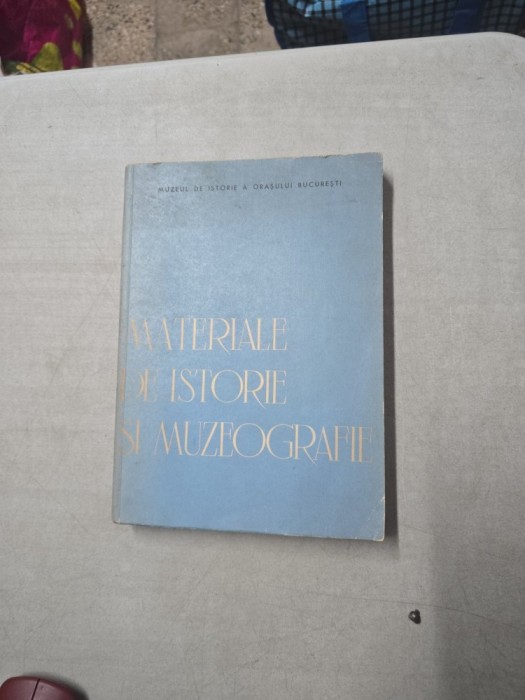 MUZEUL DE ISTORIE A ORAȘULUI BUCUREȘTI
MATERIALE
DE ISTORIE
ȘI MUZEOGRAFIE